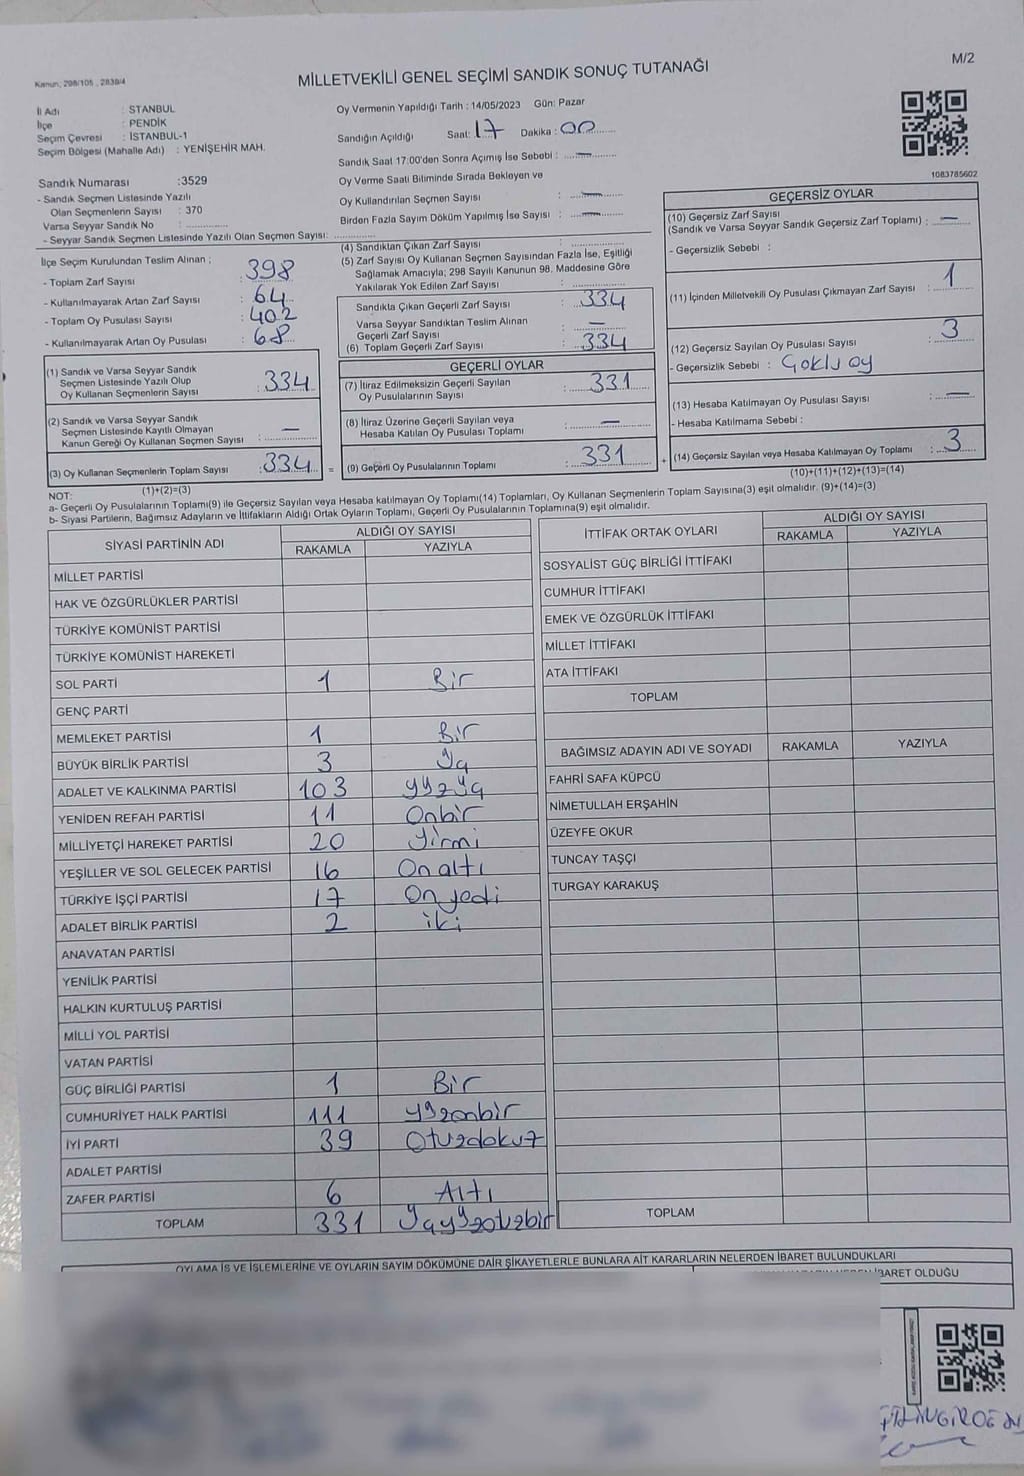 Kanun, 298/105 , 2839/4
MİLLETVEKİLİ GENEL SEÇİMİ SANDIK SONUÇ TUTANAĞI
M/2
İl Adı : STANBUL
İlçe : PENDİK
Seçim Çevresi : İSTANBUL-1
Seçim Bölgesi (Mahalle Adı) : YENİŞEHİR MAH.
Sandık Numarası :3529
- Sandık Seçmen Listesinde Yazılı
Olan Seçmenlerin Sayısı : 370
Varsa Seyyar Sandık No :
- Seyyar Sandık Seçmen Listesinde Yazılı Olan Seçmen Sayısı:
Oy Vermenin Yapıldığı Tarih : 14/05/2023 Gün: Pazar
Sandığın Açıldığı Saat: 17 Dakika : 00
Sandık Saat 17:00'den Sonra Açımış İse Sebebi : —
Oy Verme Saati Bitiminde Sırada Bekleyen ve
Oy Kullandırılan Seçmen Sayısı : —
Birden Fazla Sayım Döküm Yapılmış İse Sayısı : —
1083785602
İlçe Seçim Kurulundan Teslim Alınan ;
- Toplam Zarf Sayısı : 398
- Kullanılmayarak Artan Zarf Sayısı : 64
- Toplam Oy Pusulası Sayısı : 402
- Kullanılmayarak Artan Oy Pusulası : 68
(1) Sandık ve Varsa Seyyar Sandık
Seçmen Listesinde Yazılı Olup
Oy Kullanan Seçmenlerin Sayısı : 334
(2) Sandık ve Varsa Seyyar Sandık
Seçmen Listesinde Kayıtlı Olmayan
Kanun Gereği Oy Kullanan Seçmen Sayısı : —
(3) Oy Kullanan Seçmenlerin Toplam Sayısı : 334
(1)+(2)=(3)
(4) Sandıktan Çıkan Zarf Sayısı :
(5) Zarf Sayısı Oy Kullanan Seçmen Sayısından Fazla İse, Eşitliği
Sağlamak Amacıyla; 298 Sayılı Kanunun 98. Maddesine Göre
Yakılarak Yok Edilen Zarf Sayısı :
Sandıkta Çıkan Geçerli Zarf Sayısı : 334
Varsa Seyyar Sandıktan Teslim Alınan
Geçerli Zarf Sayısı : —
(6) Toplam Geçerli Zarf Sayısı : 334
GEÇERLİ OYLAR
(7) İtiraz Edilmeksizin Geçerli Sayılan
Oy Pusulalarının Sayısı : 331
(8) İtiraz Üzerine Geçerli Sayılan veya
Hesaba Katılan Oy Pusulası Toplamı : —
= (9) Geçerli Oy Pusulalarının Toplamı : 331
GEÇERSİZ OYLAR
(10) Geçersiz Zarf Sayısı
(Sandık ve Varsa Seyyar Sandık Geçersiz Zarf Toplamı) : —
- Geçersizlik Sebebi :
(11) İçinden Milletvekili Oy Pusulası Çıkmayan Zarf Sayısı : 1
(12) Geçersiz Sayılan Oy Pusulası Sayısı : 3
- Geçersizlik Sebebi : Çoklu oy
(13) Hesaba Katılmayan Oy Pusulası Sayısı : —
- Hesaba Katılmama Sebebi :
+ (14) Geçersiz Sayılan veya Hesaba Katılmayan Oy Toplamı : 3
(10)+(11)+(12)+(13)=(14)
NOT:
a- Geçerli Oy Pusulalarının Toplamı(9) ile Geçersiz Sayılan veya Hesaba katılmayan Oy Toplamı(14) Toplamları, Oy Kullanan Seçmenlerin Toplam Sayısına(3) eşit olmalıdır. (9)+(14)=(3)
b- Siyasi Partilerin, Bağımsız Adayların ve İttifakların Aldığı Ortak Oyların Toplamı, Geçerli Oy Pusulalarının Toplamına(9) eşit olmalıdır.
SİYASİ PARTİNİN ADI ALDIĞI OY SAYISI
RAKAMLA YAZIYLA
MİLLET PARTİSİ
HAK VE ÖZGÜRLÜKLER PARTİSİ
TÜRKİYE KOMÜNİST PARTİSİ
TÜRKİYE KOMÜNİST HAREKETİ
SOL PARTİ 1 Bir
GENÇ PARTİ
MEMLEKET PARTİSİ 1 Bir
BÜYÜK BİRLİK PARTİSİ 3 Üç
ADALET VE KALKINMA PARTİSİ 103 yüzüç
YENİDEN REFAH PARTİSİ 11 Onbir
MİLLİYETÇİ HAREKET PARTİSİ 20 Yirmi
YEŞİLLER VE SOL GELECEK PARTİSİ 16 On altı
TÜRKİYE İŞÇİ PARTİSİ 17 On yedi
ADALET BİRLİK PARTİSİ 2 iki
ANAVATAN PARTİSİ
YENİLİK PARTİSİ
HALKIN KURTULUŞ PARTİSİ
MİLLİ YOL PARTİSİ
VATAN PARTİSİ
GÜÇ BİRLİĞİ PARTİSİ 1 Bir
CUMHURİYET HALK PARTİSİ 111 yüzonbir
İYİ PARTİ 39 Otuzdokuz
ADALET PARTİSİ
ZAFER PARTİSİ 6 Altı
TOPLAM 331 Üçyüzotuzbir
İTTİFAK ORTAK OYLARI ALDIĞI OY SAYISI
RAKAMLA YAZIYLA
SOSYALİST GÜÇ BİRLİĞİ İTTİFAKI
CUMHUR İTTİFAKI
EMEK VE ÖZGÜRLÜK İTTİFAKI
MİLLET İTTİFAKI
ATA İTTİFAKI
TOPLAM
BAĞIMSIZ ADAYIN ADI VE SOYADI RAKAMLA YAZIYLA
FAHRİ SAFA KÜPCÜ
NİMETULLAH ERŞAHİN
ÜZEYFE OKUR
TUNCAY TAŞÇI
TURGAY KARAKUŞ
TOPLAM
OYLAMA İŞ VE İŞLEMLERİNE VE OYLARIN SAYIM DÖKÜMÜNE DAİR ŞİKAYETLERLE BUNLARA AİT KARARLARIN NELERDEN İBARET BULUNDUKLARI
İBARET OLDUĞU